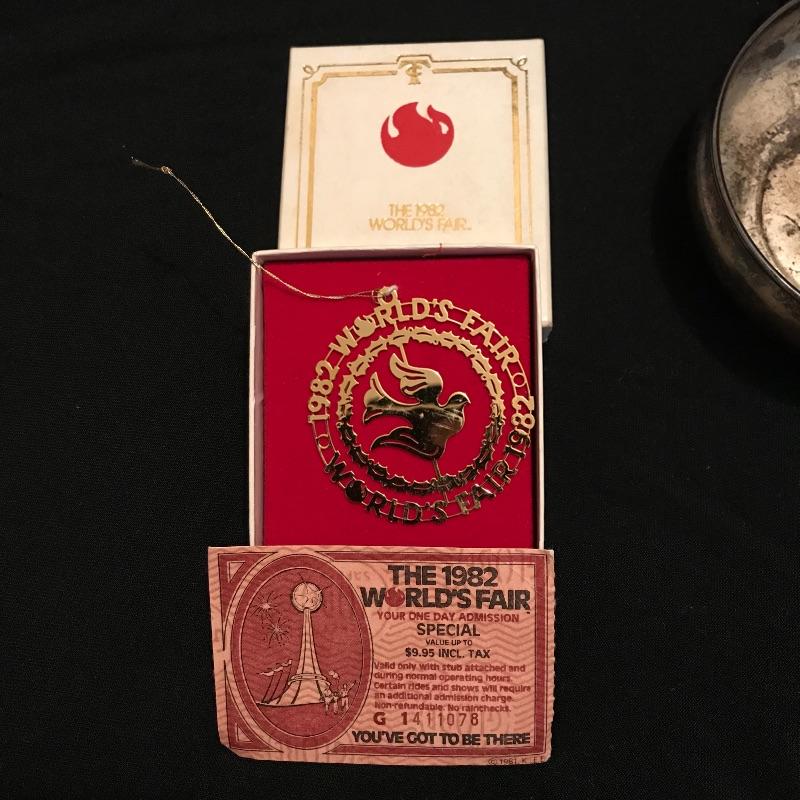 THE 1982
WORLD'S FAIR
1982 WORLD'S FAIR
1982 WORLD'S FAIR
THE 1982
WORLD'S FAIR
YOUR ONE DAY ADMISSION
SPECIAL
VALUE UP TO
$9.95 INCL. TAX
Valid only with stub attached and
during normal operating hours.
Certain rides and shows will require
an additional admission charge.
Non-refundable. No rainchecks.
G 1411078
YOU'VE GOT TO BE THERE
© 1981 K